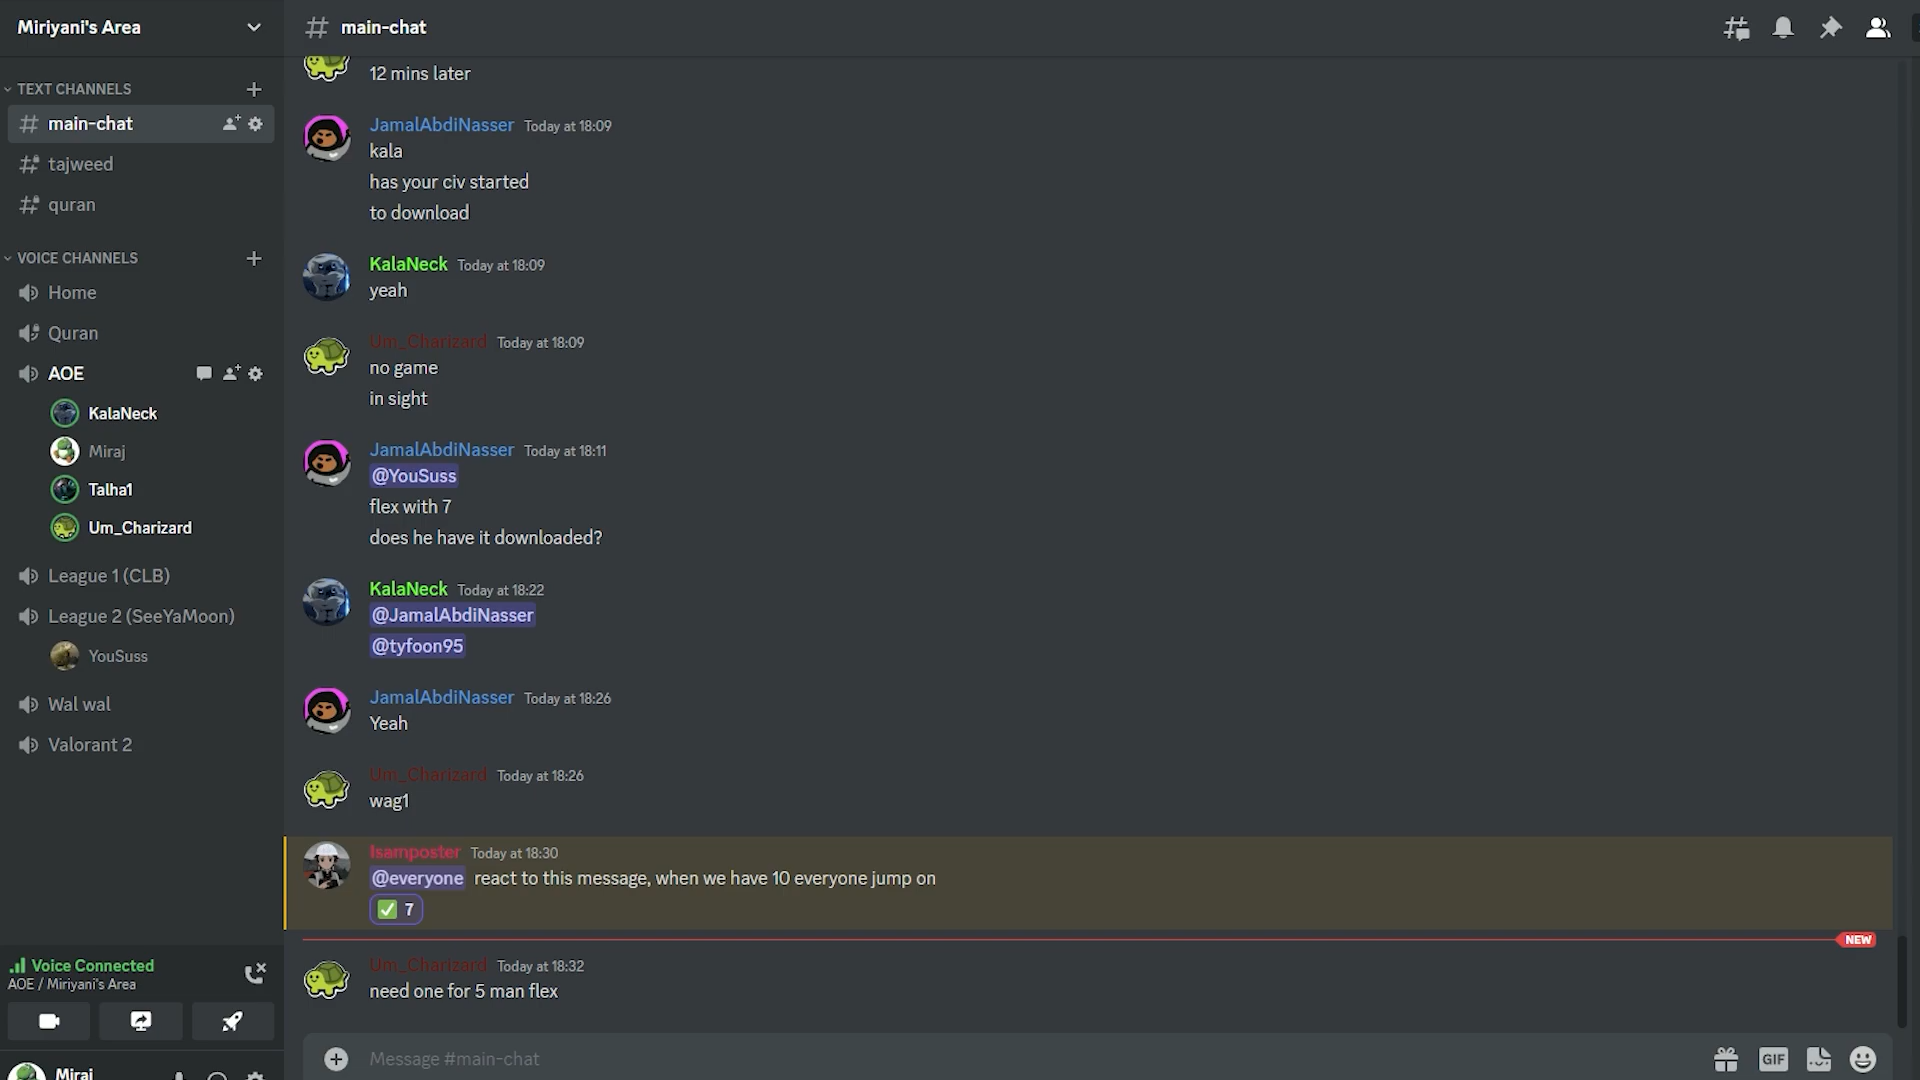 Miriyani's Area
TEXT CHANNELS
main-chat
tajweed
quran
VOICE CHANNELS
Home
Quran
AOE
KalaNeck
Miraj
Talha1
Um_Charizard
League 1 (CLB)
League 2 (SeeYaMoon)
YouSuss
Wal wal
Valorant 2
Voice Connected
AOE / Miriyani's Area
Miraj
main-chat
12 mins later
JamalAbdiNasser Today at 18:09
kala
has your civ started
to download
KalaNeck Today at 18:09
yeah
Um_Charizard Today at 18:09
no game
in sight
JamalAbdiNasser Today at 18:11
@YouSuss
flex with 7
does he have it downloaded?
KalaNeck Today at 18:22
@JamalAbdiNasser
@tyfoon95
JamalAbdiNasser Today at 18:26
Yeah
Um_Charizard Today at 18:26
wag1
Isamposter Today at 18:30
@everyone react to this message, when we have 10 everyone jump on
7
NEW
Um_Charizard Today at 18:32
need one for 5 man flex
Message #main-chat
GIF